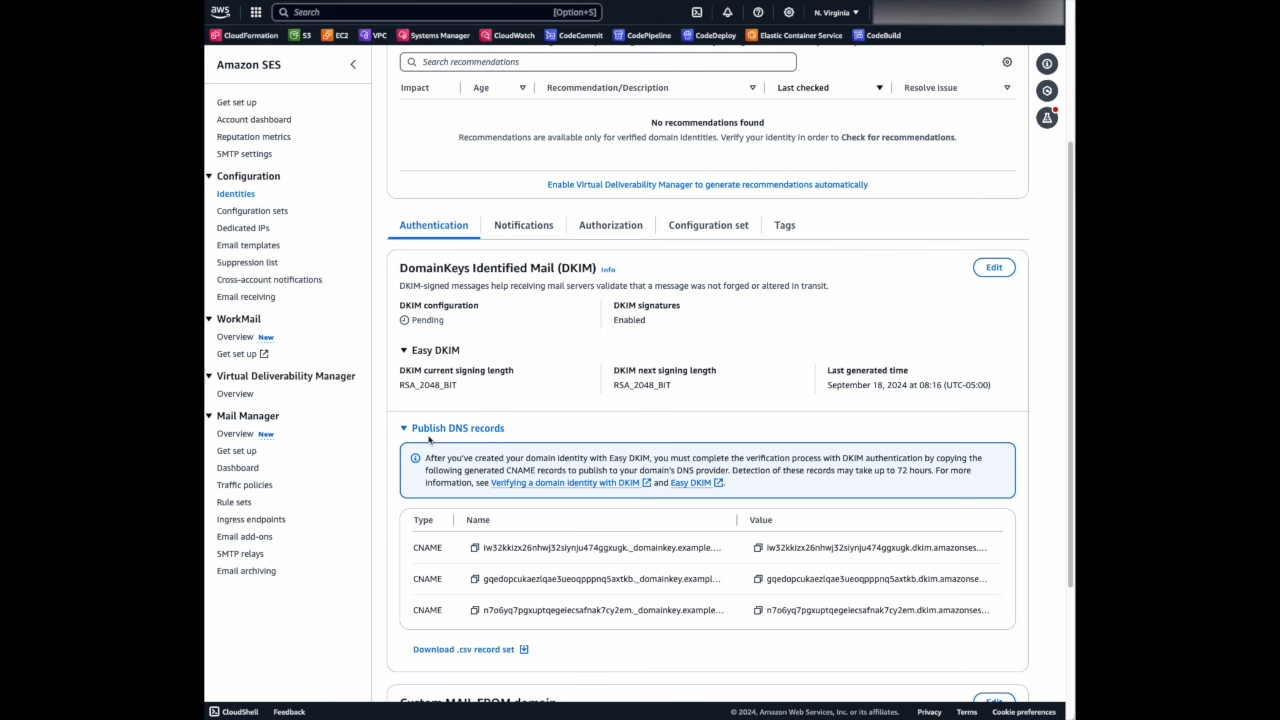 aws
Search
[Option+S]
N. Virginia
CloudFormation
S3
EC2
VPC
Systems Manager
CloudWatch
CodeCommit
CodePipeline
CodeDeploy
Elastic Container Service
CodeBuild
Amazon SES
Get set up
Account dashboard
Reputation metrics
SMTP settings
Configuration
Identities
Configuration sets
Dedicated IPs
Email templates
Suppression list
Cross-account notifications
Email receiving
WorkMail
Overview New
Get set up
Virtual Deliverability Manager
Overview
Mail Manager
Overview New
Get set up
Dashboard
Traffic policies
Rule sets
Ingress endpoints
Email add-ons
SMTP relays
Email archiving
Search recommendations
Impact
Age
Recommendation/Description
Last checked
Resolve issue
No recommendations found
Recommendations are available only for verified domain identities. Verify your identity in order to Check for recommendations.
Enable Virtual Deliverability Manager to generate recommendations automatically
Authentication
Notifications
Authorization
Configuration set
Tags
DomainKeys Identified Mail (DKIM) Info
Edit
DKIM-signed messages help receiving mail servers validate that a message was not forged or altered in transit.
DKIM configuration
Pending
DKIM signatures
Enabled
Easy DKIM
DKIM current signing length
RSA_2048_BIT
DKIM next signing length
RSA_2048_BIT
Last generated time
September 18, 2024 at 08:16 (UTC-05:00)
Publish DNS records
After you've created your domain identity with Easy DKIM, you must complete the verification process with DKIM authentication by copying the
following generated CNAME records to publish to your domain's DNS provider. Detection of these records may take up to 72 hours. For more
information, see Verifying a domain identity with DKIM and Easy DKIM.
Type
Name
Value
CNAME
iw32kkizx26nhwj32siynju474ggxugk._domainkey.example....
iw32kkizx26nhwj32siynju474ggxugk.dkim.amazonses....
CNAME
gqedopcukaezlqae3ueoqpppnq5axtkb._domainkey.exampl...
gqedopcukaezlqae3ueoqpppnq5axtkb.dkim.amazonse...
CNAME
n7o6yq7pgxuptqegeiecsafnak7cy2em._domainkey.example...
n7o6yq7pgxuptqegeiecsafnak7cy2em.dkim.amazonses...
Download .csv record set
Custom MAIL FROM domain
Edit
CloudShell
Feedback
© 2024, Amazon Web Services, Inc. or its affiliates.
Privacy
Terms
Cookie preferences